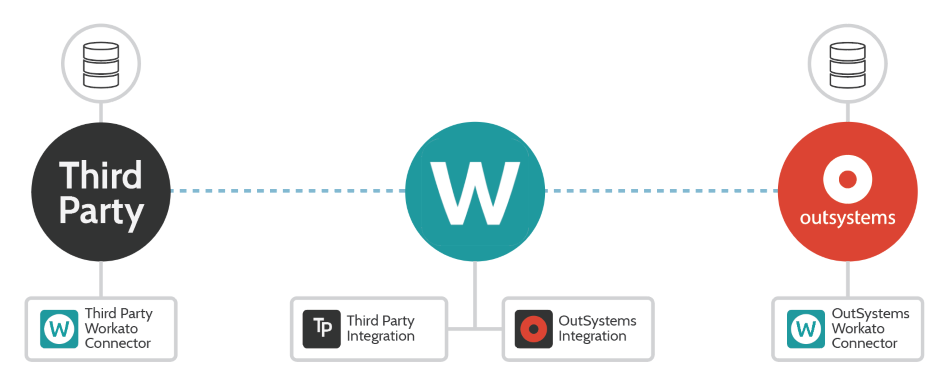 Third
Party
W
outsystems
W
Third Party
Workato
Connector
TP
Third Party
Integration
OutSystems
Integration
W
OutSystems
Workato
Connector